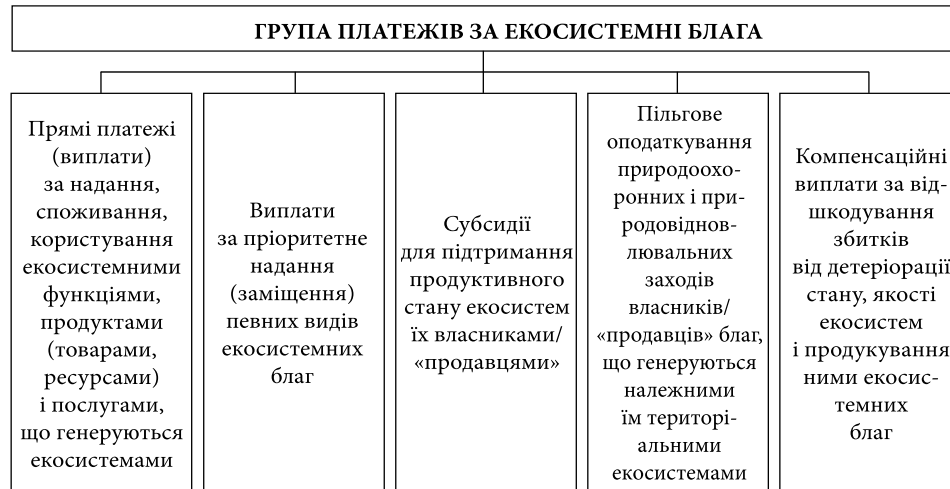 ГРУПА ПЛАТЕЖІВ ЗА ЕКОСИСТЕМНІ БЛАГА
Прямі платежі
(виплати)
за надання,
споживання,
користування
екосистемними
функціями,
продуктами
(товарами,
ресурсами)
і послугами,
що генеруються
екосистемами
Виплати
за пріоритетне
надання
(заміщення)
певних видів
екосистемних
благ
Субсидії
для підтримання
продуктивного
стану екосистем
їх власниками/
«продавцями»
Пільгове
оподаткування
природоохо-
ронних і при-
родовіднов-
лювальних
заходів
власників/
«продавців» благ,
що генеруються
належними
їм територі-
альними
екосистемами
Компенсаційні
виплати за від-
шкодування
збитків
від детеріорації
стану, якості
екосистем
і продукування
ними екосис-
темних
благ